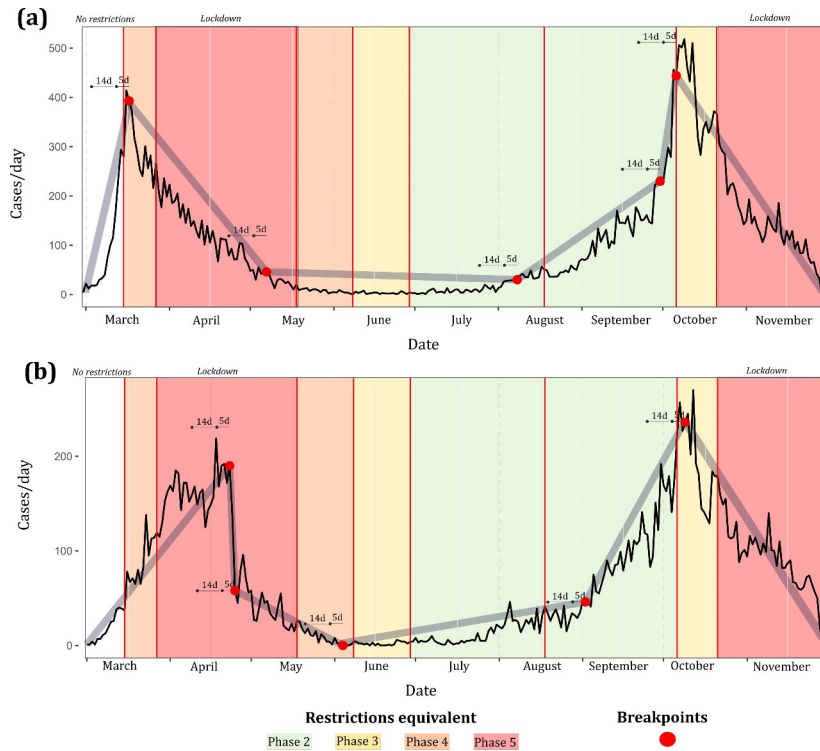 (a)
No restrictions
Lockdown
Lockdown
500
400
300
200
100
0
Cases/day
14d 5d
14d 5d
14d 5d
14d 5d
14d 5d
March April May June July August September October November
Date
(b)
No restrictions
Lockdown
Lockdown
200
100
0
Cases/day
14d 5d
14d 5d
14d 5d
14d 5d
14d 5d
March April May June July August September October November
Date
Restrictions equivalent
Breakpoints
Phase 2 Phase 3 Phase 4 Phase 5